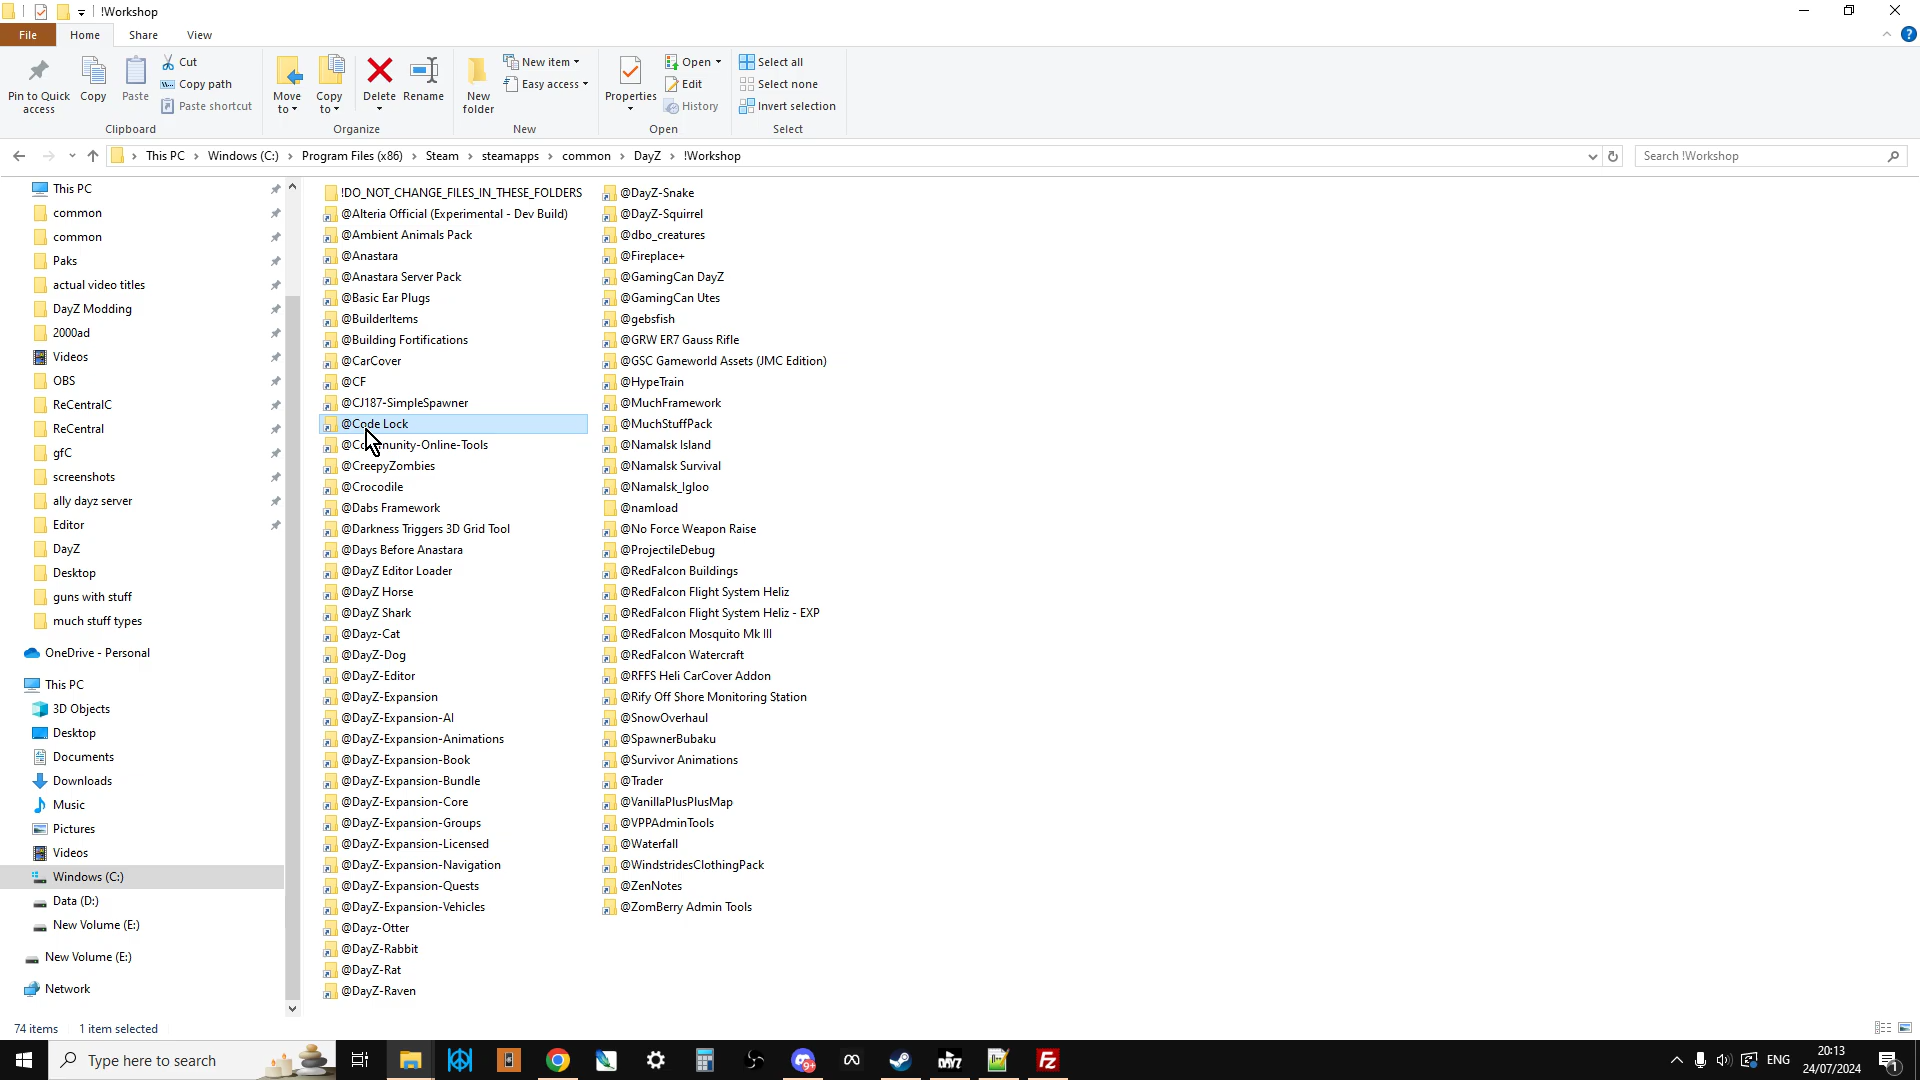 !Workshop
File
Home
Share
View
Pin to Quick access
Copy
Paste
Cut
Copy path
Paste shortcut
Clipboard
Move to
Copy to
Delete
Rename
Organize
New folder
New item
Easy access
New
Properties
Open
Edit
History
Open
Select all
Select none
Invert selection
Select
This PC
Windows (C:)
Program Files (x86)
Steam
steamapps
common
DayZ
!Workshop
Search !Workshop
This PC
common
common
Paks
actual video titles
DayZ Modding
2000ad
Videos
OBS
ReCentralC
ReCentral
gfC
screenshots
ally dayz server
Editor
DayZ
Desktop
guns with stuff
much stuff types
OneDrive - Personal
This PC
3D Objects
Desktop
Documents
Downloads
Music
Pictures
Videos
Windows (C:)
Data (D:)
New Volume (E:)
New Volume (E:)
Network
!DO_NOT_CHANGE_FILES_IN_THESE_FOLDERS
@Alteria Official (Experimental - Dev Build)
@Ambient Animals Pack
@Anastara
@Anastara Server Pack
@Basic Ear Plugs
@BuilderItems
@Building Fortifications
@CarCover
@CF
@CJ187-SimpleSpawner
@Code Lock
@Community-Online-Tools
@CreepyZombies
@Crocodile
@Dabs Framework
@Darkness Triggers 3D Grid Tool
@Days Before Anastara
@DayZ Editor Loader
@DayZ Horse
@DayZ Shark
@Dayz-Cat
@DayZ-Dog
@DayZ-Editor
@DayZ-Expansion
@DayZ-Expansion-AI
@DayZ-Expansion-Animations
@DayZ-Expansion-Book
@DayZ-Expansion-Bundle
@DayZ-Expansion-Core
@DayZ-Expansion-Groups
@DayZ-Expansion-Licensed
@DayZ-Expansion-Navigation
@DayZ-Expansion-Quests
@DayZ-Expansion-Vehicles
@Dayz-Otter
@DayZ-Rabbit
@DayZ-Rat
@DayZ-Raven
@DayZ-Snake
@DayZ-Squirrel
@dbo_creatures
@Fireplace+
@GamingCan DayZ
@GamingCan Utes
@gebsfish
@GRW ER7 Gauss Rifle
@GSC Gameworld Assets (JMC Edition)
@HypeTrain
@MuchFramework
@MuchStuffPack
@Namalsk Island
@Namalsk Survival
@Namalsk_Igloo
@namload
@No Force Weapon Raise
@ProjectileDebug
@RedFalcon Buildings
@RedFalcon Flight System Heliz
@RedFalcon Flight System Heliz - EXP
@RedFalcon Mosquito Mk III
@RedFalcon Watercraft
@RFFS Heli CarCover Addon
@Rify Off Shore Monitoring Station
@SnowOverhaul
@SpawnerBubaku
@Survivor Animations
@Trader
@VanillaPlusPlusMap
@VPPAdminTools
@Waterfall
@WindstridesClothingPack
@ZenNotes
@ZomBerry Admin Tools
74 items
1 item selected
Type here to search
9+
DAYZ
Fz
ENG
20:13
24/07/2024
1